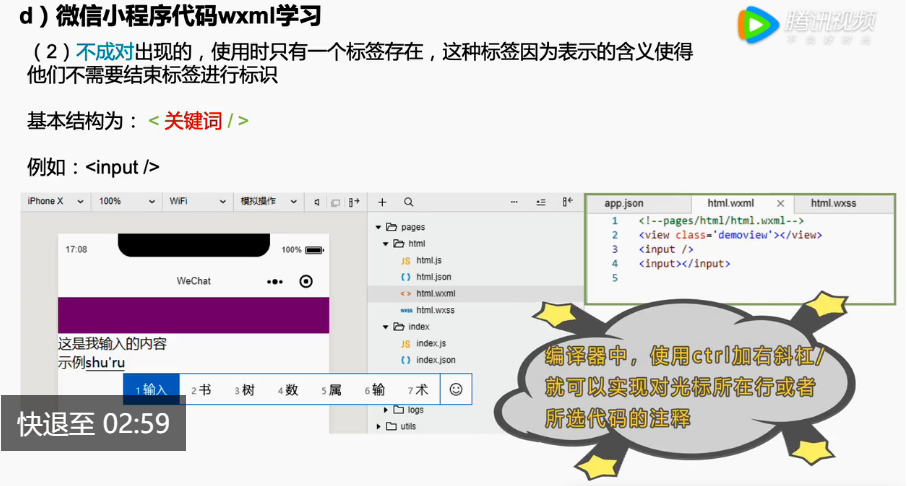 d）微信小程序代码wxml学习
腾讯视频
不负好时光
（2）不成对出现的，使用时只有一个标签存在，这种标签因为表示的含义使得
他们不需要结束标签进行标识
基本结构为： < 关键词 / >
例如：<input />
iPhone X 100% WiFi 模拟操作
17:08 100%
WeChat
这是我输入的内容
示例shu'ru
1 输入 2 书 3 树 4 数 5 属 6 输 7 术
pages
html
JS html.js
{ } html.json
< > html.wxml
wxss html.wxss
index
JS index.js
{ } index.json
logs
utils
app.json html.wxml html.wxss
1 <!--pages/html/html.wxml-->
2 <view class='demoview'></view>
3 <input />
4 <input></input>
5
编译器中，使用ctrl加右斜杠/
就可以实现对光标所在行或者
所选代码的注释
快退至 02:59